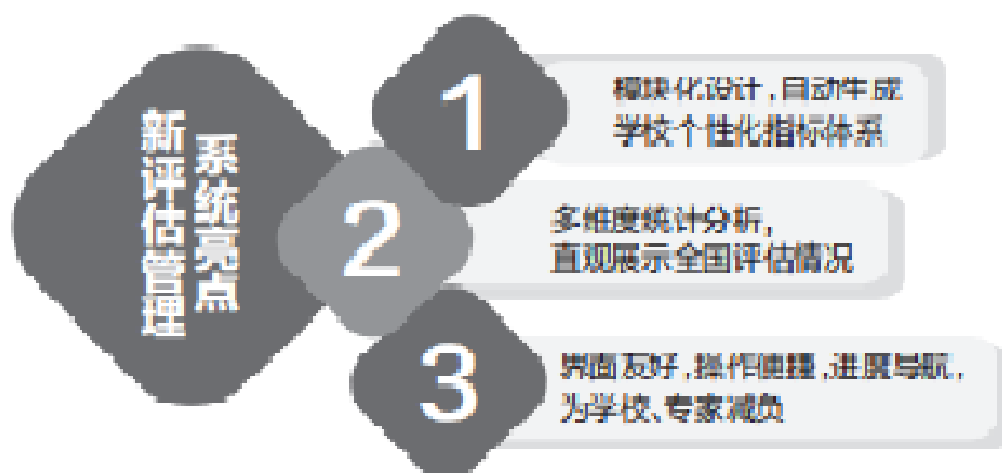 新评估管理
系统亮点
1
模块化设计,自动生成
学校个性化指标体系
2
多维度统计分析,
直观展示全国评估情况
3
界面友好,操作便捷,进度导航,
为学校、专家减负